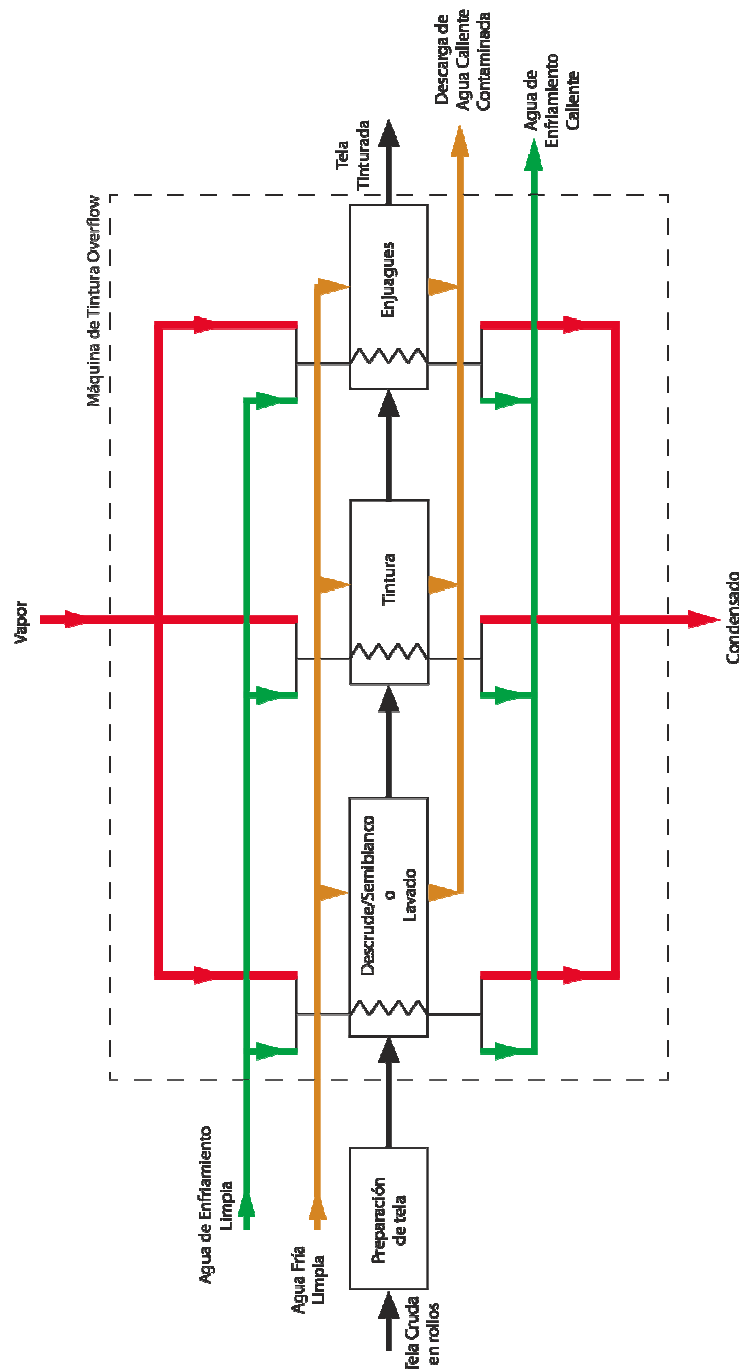 Vapor
Máquina de Tintura Overflow
Agua de Enfriamiento
Limpia
Agua Fría
Limpia
Tela Cruda
en rollos
Preparación
de tela
Descrude/Semiblanco
o
Lavado
Tintura
Enjuagues
Tela
Tinturada
Descarga de
Agua Caliente
Contaminada
Agua de
Enfriamiento
Caliente
Condensado